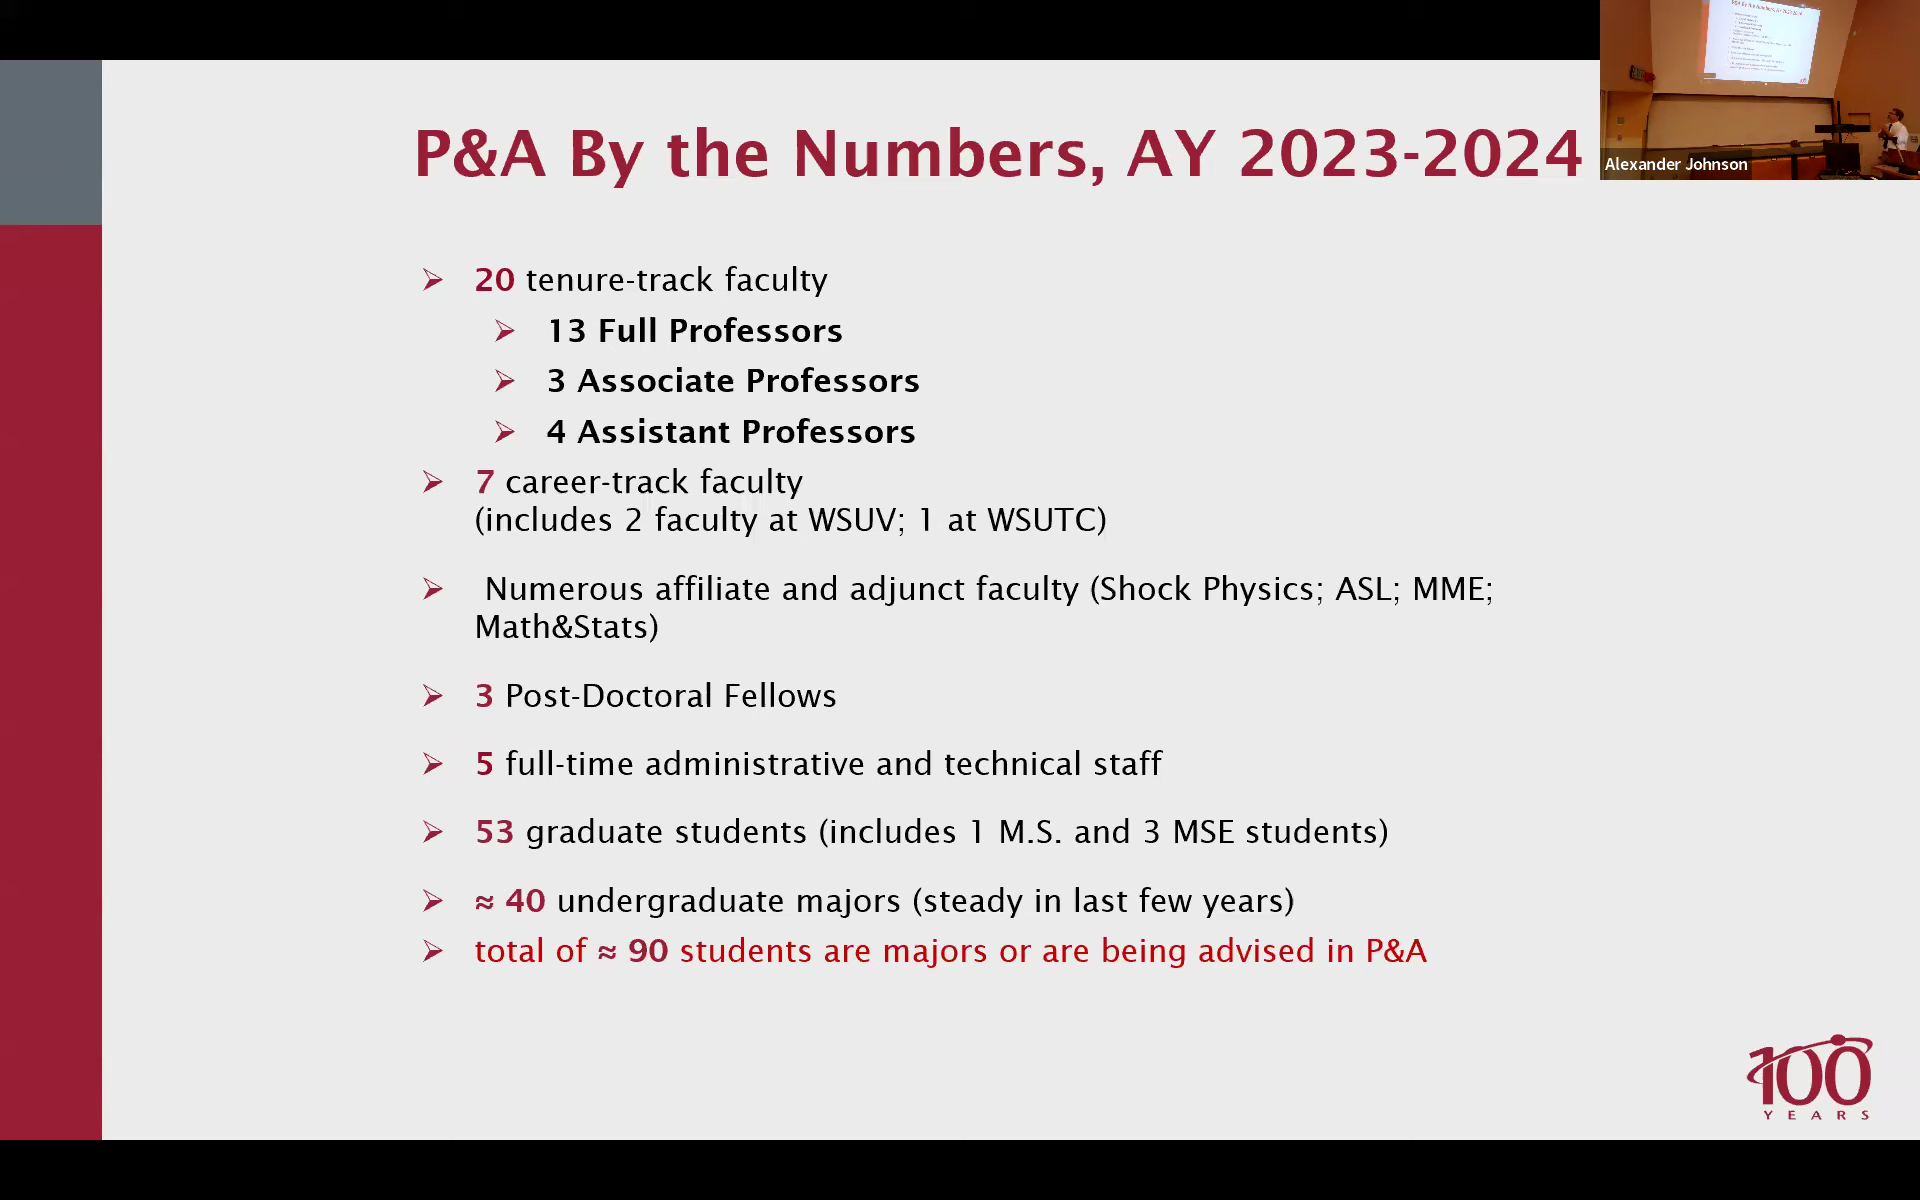 P&A By the Numbers, AY 2023-2024
Alexander Johnson
➢ 20 tenure-track faculty
➢ 13 Full Professors
➢ 3 Associate Professors
➢ 4 Assistant Professors
➢ 7 career-track faculty
(includes 2 faculty at WSUV; 1 at WSUTC)
➢ Numerous affiliate and adjunct faculty (Shock Physics; ASL; MME;
Math&Stats)
➢ 3 Post-Doctoral Fellows
➢ 5 full-time administrative and technical staff
➢ 53 graduate students (includes 1 M.S. and 3 MSE students)
➢ ≈ 40 undergraduate majors (steady in last few years)
➢ total of ≈ 90 students are majors or are being advised in P&A
100
YEARS